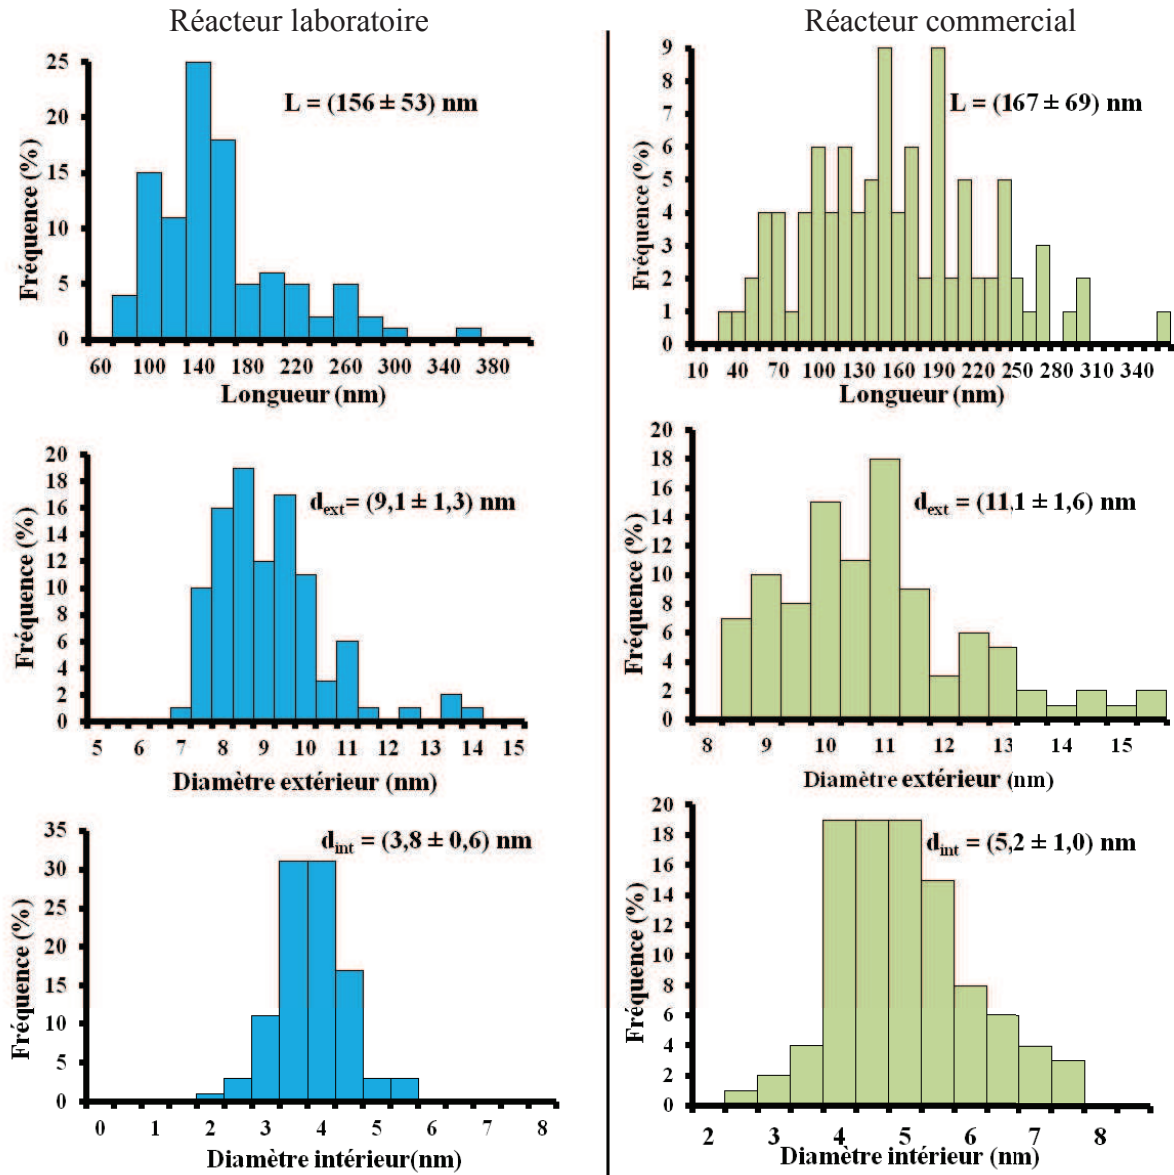 Réacteur laboratoire
Réacteur commercial
25
20
15
10
5
0
Fréquence (%)
L = (156 ± 53) nm
60 100 140 180 220 260 300 340 380
Longueur (nm)
9
8
7
6
5
4
3
2
1
0
Fréquence (%)
L = (167 ± 69) nm
10 40 70 100 130 160 190 220 250 280 310 340
Longueur (nm)
20
18
16
14
12
10
8
6
4
2
0
Fréquence (%)
dext= (9,1 ± 1,3) nm
5 6 7 8 9 10 11 12 13 14 15
Diamètre extérieur (nm)
20
18
16
14
12
10
8
6
4
2
0
Fréquence (%)
dext = (11,1 ± 1,6) nm
8 9 10 11 12 13 14 15
Diamètre extérieur (nm)
35
30
25
20
15
10
5
0
Fréquence (%)
dint = (3,8 ± 0,6) nm
0 1 2 3 4 5 6 7 8
Diamètre intérieur(nm)
20
18
16
14
12
10
8
6
4
2
0
Fréquence (%)
dint = (5,2 ± 1,0) nm
2 3 4 5 6 7 8
Diamètre intérieur (nm)